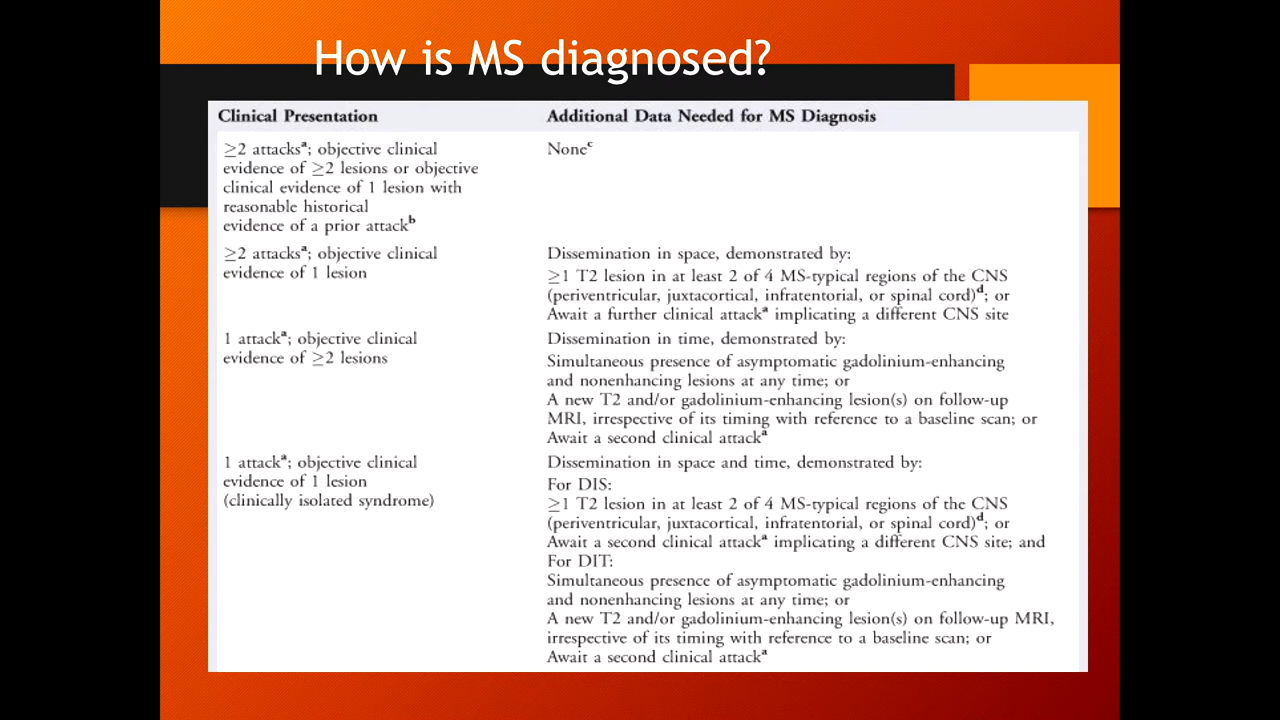 How is MS diagnosed?
Clinical Presentation
Additional Data Needed for MS Diagnosis
≥2 attacksᵃ; objective clinical
evidence of ≥2 lesions or objective
clinical evidence of 1 lesion with
reasonable historical
evidence of a prior attackᵇ
Noneᶜ
≥2 attacksᵃ; objective clinical
evidence of 1 lesion
Dissemination in space, demonstrated by:
≥1 T2 lesion in at least 2 of 4 MS-typical regions of the CNS
(periventricular, juxtacortical, infratentorial, or spinal cord)ᵈ; or
Await a further clinical attackᵃ implicating a different CNS site
1 attackᵃ; objective clinical
evidence of ≥2 lesions
Dissemination in time, demonstrated by:
Simultaneous presence of asymptomatic gadolinium-enhancing
and nonenhancing lesions at any time; or
A new T2 and/or gadolinium-enhancing lesion(s) on follow-up
MRI, irrespective of its timing with reference to a baseline scan; or
Await a second clinical attackᵃ
1 attackᵃ; objective clinical
evidence of 1 lesion
(clinically isolated syndrome)
Dissemination in space and time, demonstrated by:
For DIS:
≥1 T2 lesion in at least 2 of 4 MS-typical regions of the CNS
(periventricular, juxtacortical, infratentorial, or spinal cord)ᵈ; or
Await a second clinical attackᵃ implicating a different CNS site; and
For DIT:
Simultaneous presence of asymptomatic gadolinium-enhancing
and nonenhancing lesions at any time; or
A new T2 and/or gadolinium-enhancing lesion(s) on follow-up MRI,
irrespective of its timing with reference to a baseline scan; or
Await a second clinical attackᵃ